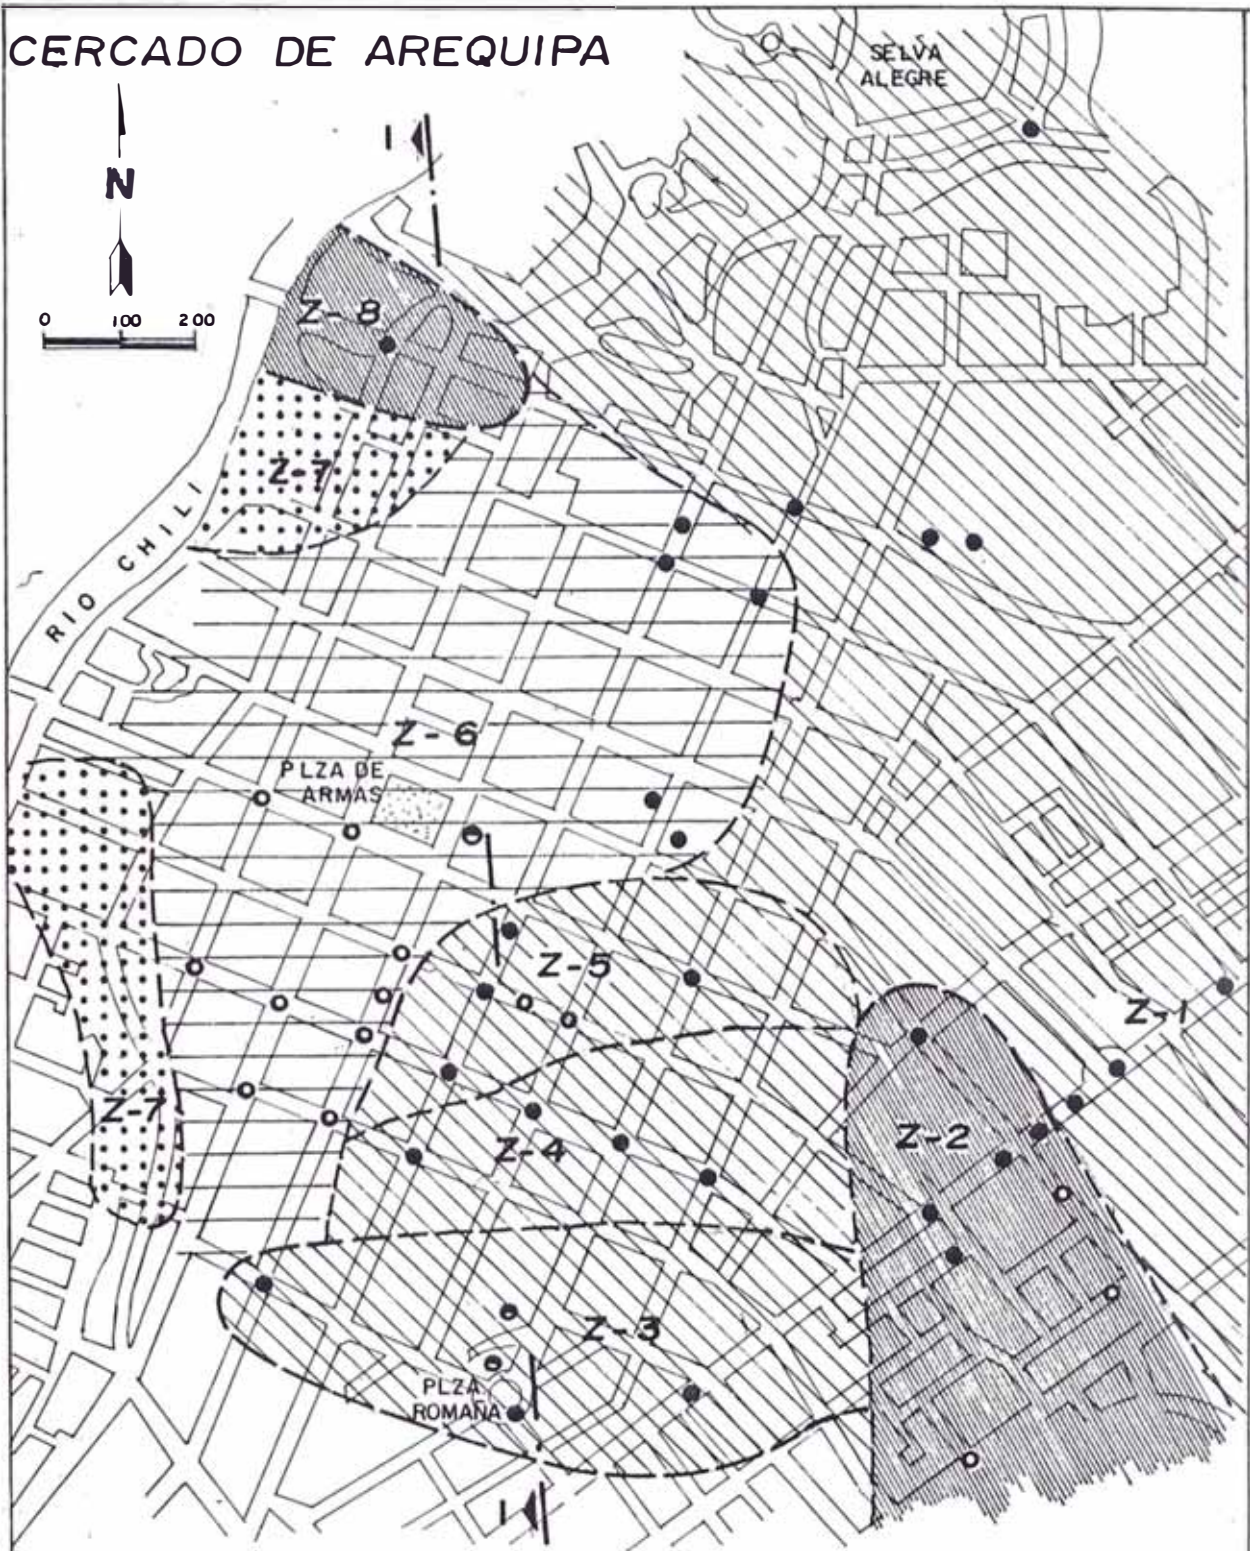 CERCADO DE AREQUIPA
SELVA
ALEGRE
I
N
0 100 200
Z-8
Z-7
RIO CHILI
Z-6
PLZA DE
ARMAS
Z-5
Z-1
Z-7
Z-4
Z-2
Z-3
PLZA.
ROMAÑA
I